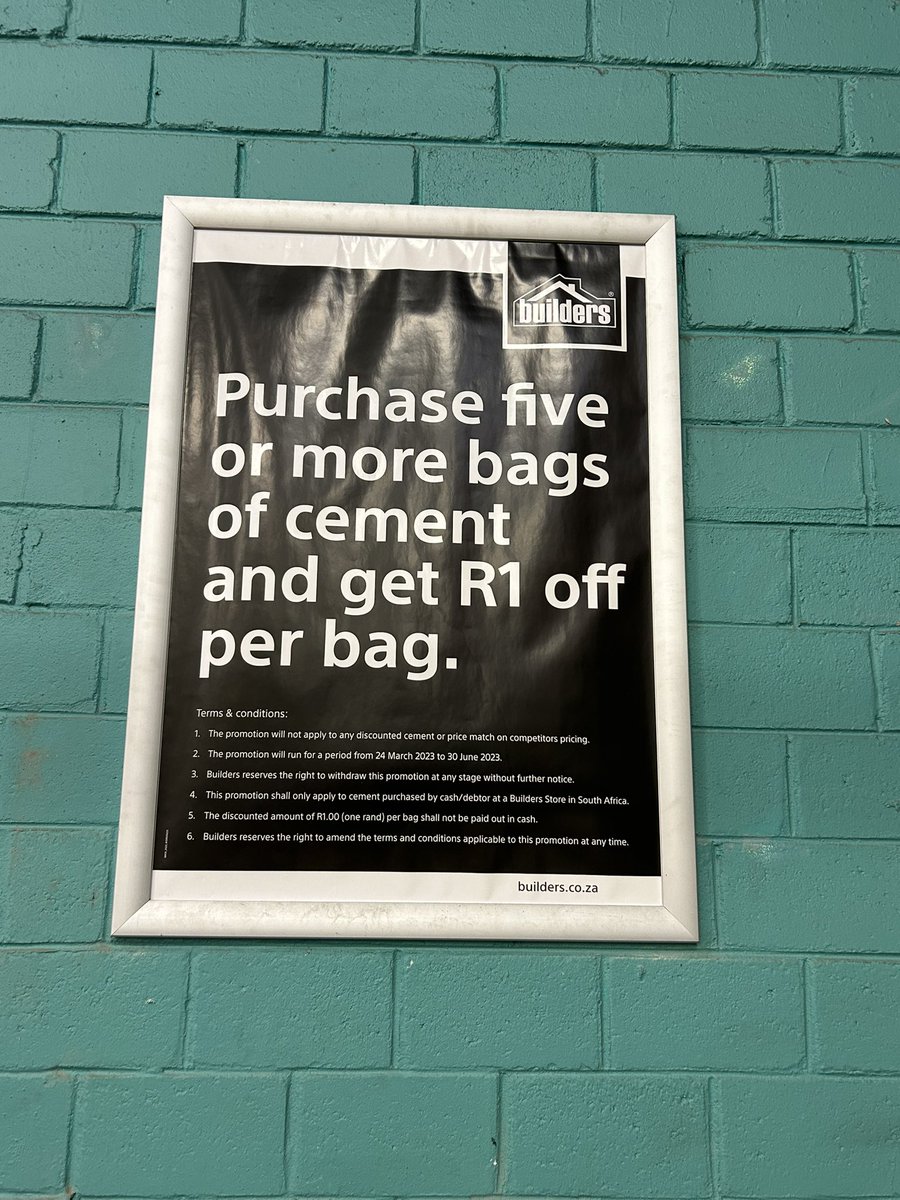 builders®
Purchase five
or more bags
of cement
and get R1 off
per bag.
Terms & conditions:
1. The promotion will not apply to any discounted cement or price match on competitors pricing.
2. The promotion will run for a period from 24 March 2023 to 30 June 2023.
3. Builders reserves the right to withdraw this promotion at any stage without further notice.
4. This promotion shall only apply to cement purchased by cash/debtor at a Builders Store in South Africa.
5. The discounted amount of R1.00 (one rand) per bag shall not be paid out in cash.
6. Builders reserves the right to amend the terms and conditions applicable to this promotion at any time.
builders.co.za